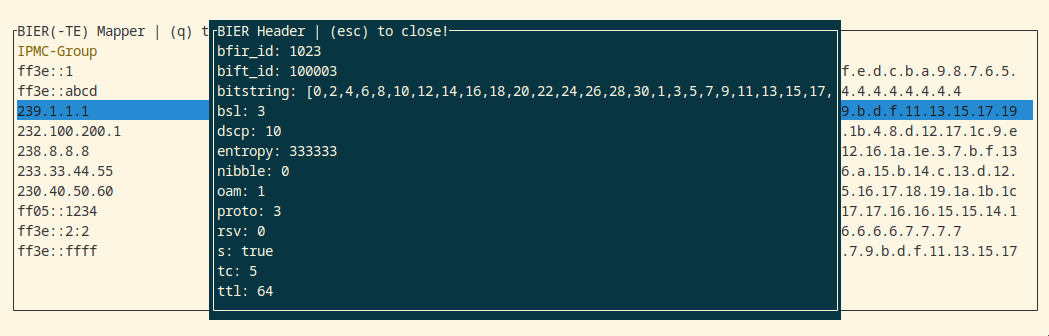 BIER(-TE) Mapper | (q) t
BIER Header | (esc) to close!
IPMC-Group
bfir_id: 1023
ff3e::1
bift_id: 100003
f.e.d.c.b.a.9.8.7.6.5.
ff3e::abcd
bitstring: [0,2,4,6,8,10,12,14,16,18,20,22,24,26,28,30,1,3,5,7,9,11,13,15,17,
4.4.4.4.4.4.4.4
239.1.1.1
bsl: 3
9.b.d.f.11.13.15.17.19
232.100.200.1
dscp: 10
.1b.4.8.d.12.17.1c.9.e
238.8.8.8
entropy: 333333
12.16.1a.1e.3.7.b.f.13
233.33.44.55
nibble: 0
6.a.15.b.14.c.13.d.12.
230.40.50.60
oam: 1
5.16.17.18.19.1a.1b.1c
ff05::1234
proto: 3
17.17.16.16.15.15.14.1
ff3e::2:2
rsv: 0
6.6.6.6.7.7.7.7
ff3e::ffff
s: true
.7.9.b.d.f.11.13.15.17
tc: 5
ttl: 64